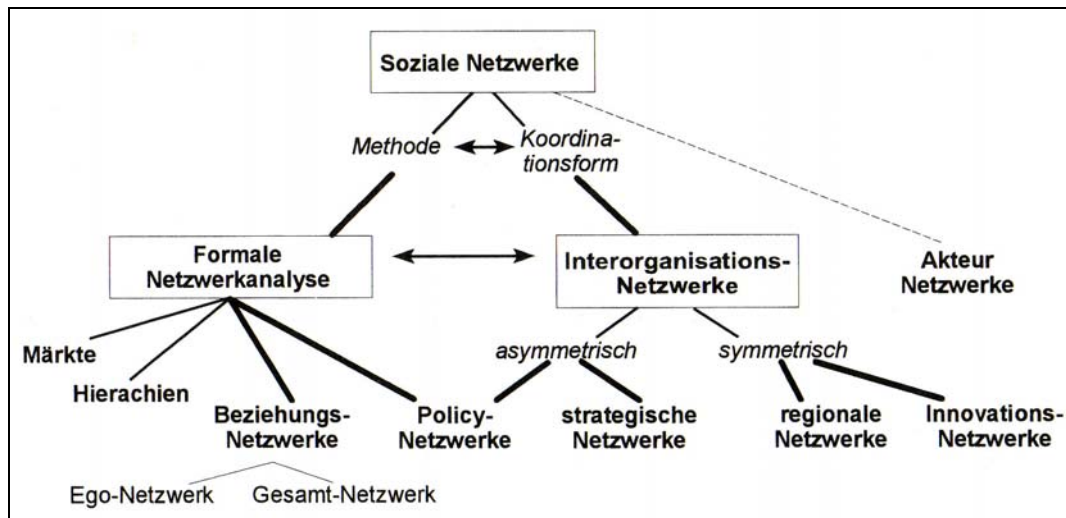 Soziale Netzwerke
Methode
Koordina-
tionsform
Formale
Netzwerkanalyse
Interorganisations-
Netzwerke
Akteur
Netzwerke
Märkte
Hierachien
asymmetrisch
symmetrisch
Beziehungs-
Netzwerke
Policy-
Netzwerke
strategische
Netzwerke
regionale
Netzwerke
Innovations-
Netzwerke
Ego-Netzwerk
Gesamt-Netzwerk